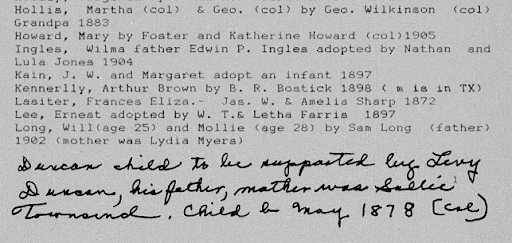 Hollis, Martha (col) & Geo. (col) by Geo. Wilkinson (col)
Grandpa 1883
Howard, Mary by Foster and Katherine Howard (col)1905
Ingles, Wilma father Edwin P. Ingles adopted by Nathan and
Lula Jones 1904
Kain, J. W. and Margaret adopt an infant 1897
Kennerlly, Arthur Brown by B. R. Bostick 1898 ( m is in TX)
Lasiter, Frances Eliza.- Jas. W. & Amelia Sharp 1872
Lee, Ernest adopted by W. T.& Letha Farris 1897
Long, Will(age 25) and Mollie (age 28) by Sam Long (father)
1902 (mother was Lydia Myers)
Duncan child to be supported by Levy
Duncan, his father, mother was Sallie
Townsend. Child b May 1878 (col)